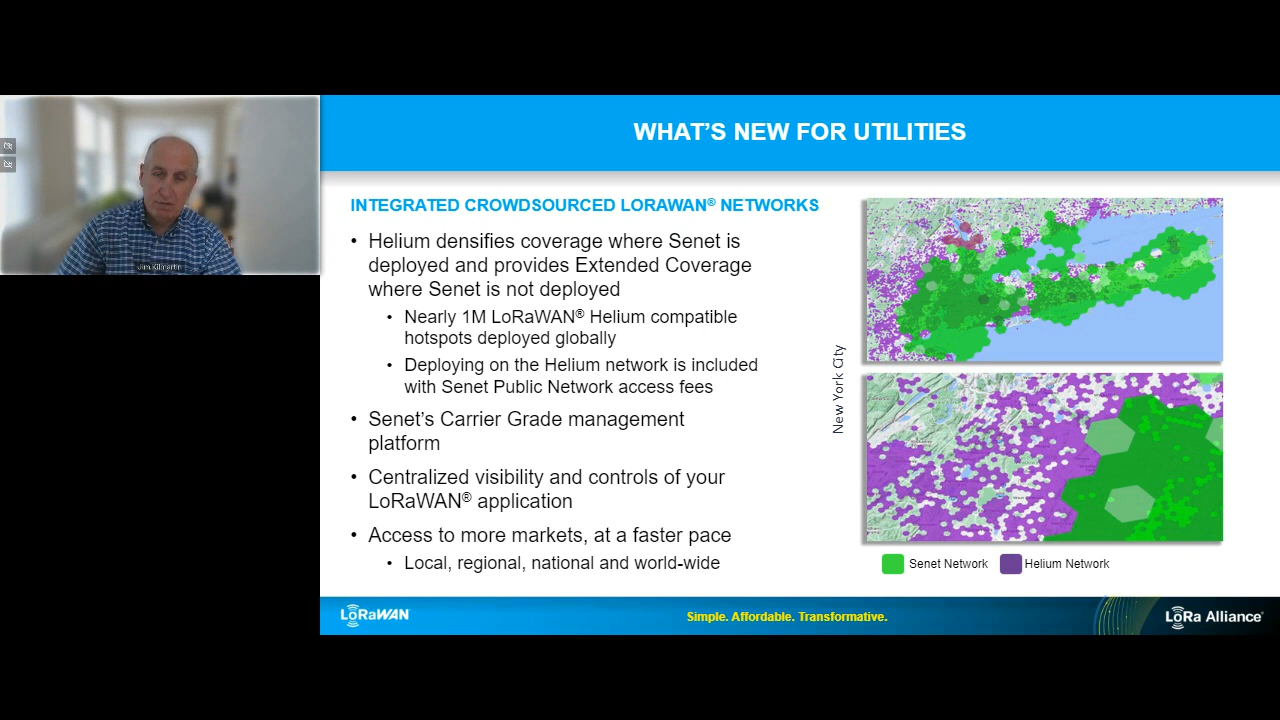 WHAT'S NEW FOR UTILITIES
Jim Kilmartin
INTEGRATED CROWDSOURCED LORAWAN® NETWORKS
• Helium densifies coverage where Senet is
deployed and provides Extended Coverage
where Senet is not deployed
• Nearly 1M LoRaWAN® Helium compatible
hotspots deployed globally
• Deploying on the Helium network is included
with Senet Public Network access fees
• Senet's Carrier Grade management
platform
• Centralized visibility and controls of your
LoRaWAN® application
• Access to more markets, at a faster pace
• Local, regional, national and world-wide
New York City
Senet Network
Helium Network
LoRaWAN
Simple. Affordable. Transformative.
LoRa Alliance®